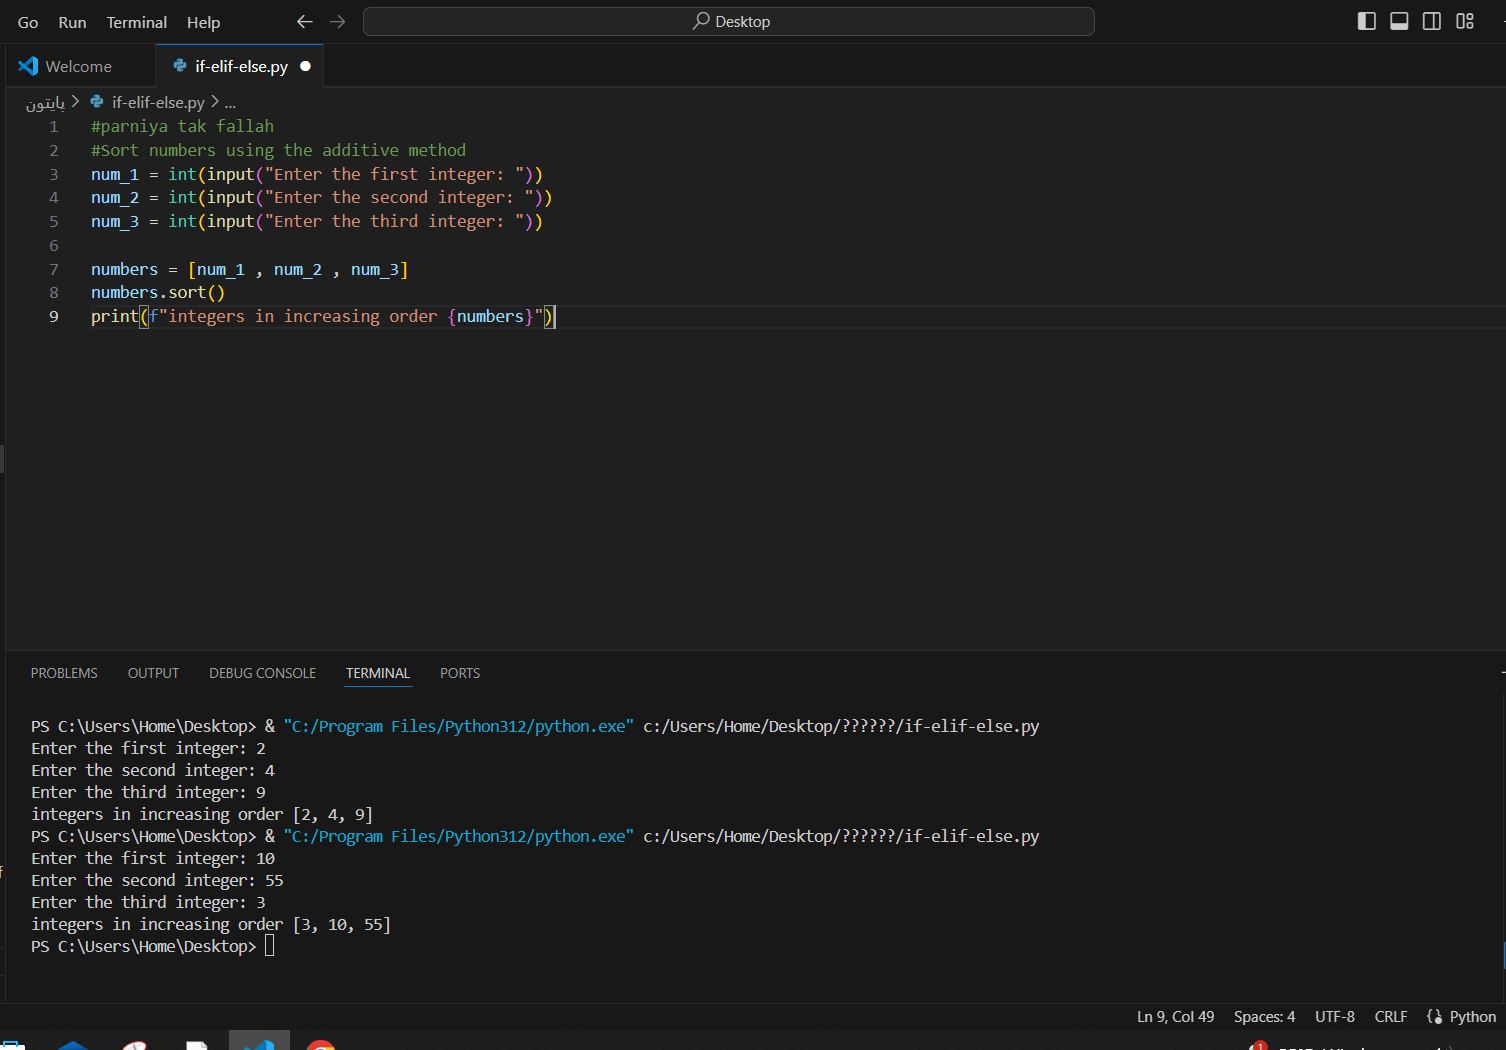 Go Run Terminal Help Desktop
Welcome if-elif-else.py
پایتون > if-elif-else.py > ...
1 #parniya tak fallah
2 #Sort numbers using the additive method
3 num_1 = int(input("Enter the first integer: "))
4 num_2 = int(input("Enter the second integer: "))
5 num_3 = int(input("Enter the third integer: "))
6
7 numbers = [num_1 , num_2 , num_3]
8 numbers.sort()
9 print(f"integers in increasing order {numbers}")
PROBLEMS OUTPUT DEBUG CONSOLE TERMINAL PORTS
PS C:\Users\Home\Desktop> & "C:/Program Files/Python312/python.exe" c:/Users/Home/Desktop/??????/if-elif-else.py
Enter the first integer: 2
Enter the second integer: 4
Enter the third integer: 9
integers in increasing order [2, 4, 9]
PS C:\Users\Home\Desktop> & "C:/Program Files/Python312/python.exe" c:/Users/Home/Desktop/??????/if-elif-else.py
Enter the first integer: 10
Enter the second integer: 55
Enter the third integer: 3
integers in increasing order [3, 10, 55]
PS C:\Users\Home\Desktop>
Ln 9, Col 49 Spaces: 4 UTF-8 CRLF Python
1